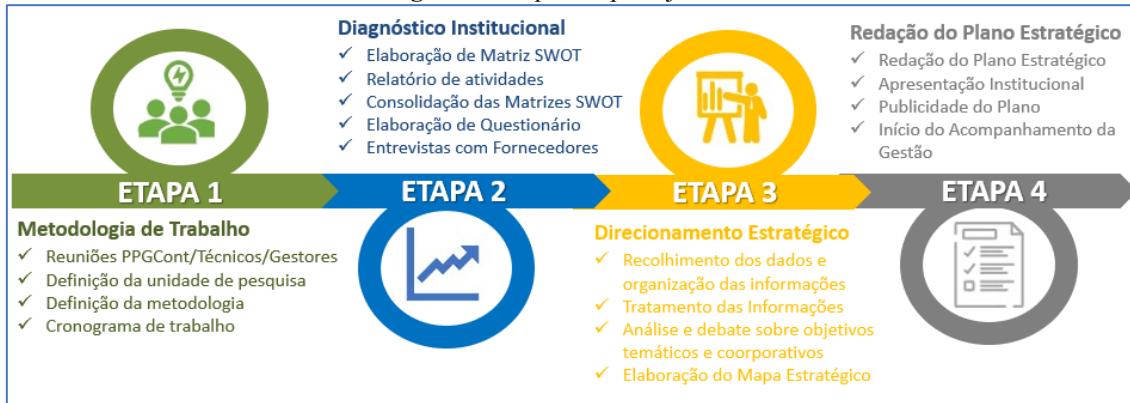 Metodologia de Trabalho
✓ Reuniões PPGCont/Técnicos/Gestores
✓ Definição da unidade de pesquisa
✓ Definição da metodologia
✓ Cronograma de trabalho
ETAPA 1
Diagnóstico Institucional
✓ Elaboração de Matriz SWOT
✓ Relatório de atividades
✓ Consolidação das Matrizes SWOT
✓ Elaboração de Questionário
✓ Entrevistas com Fornecedores
ETAPA 2
ETAPA 3
Direcionamento Estratégico
✓ Recolhimento dos dados e
organização das informações
✓ Tratamento das Informações
✓ Análise e debate sobre objetivos
temáticos e coorporativos
✓ Elaboração do Mapa Estratégico
Redação do Plano Estratégico
✓ Redação do Plano Estratégico
✓ Apresentação Institucional
✓ Publicidade do Plano
✓ Início do Acompanhamento da
Gestão
ETAPA 4